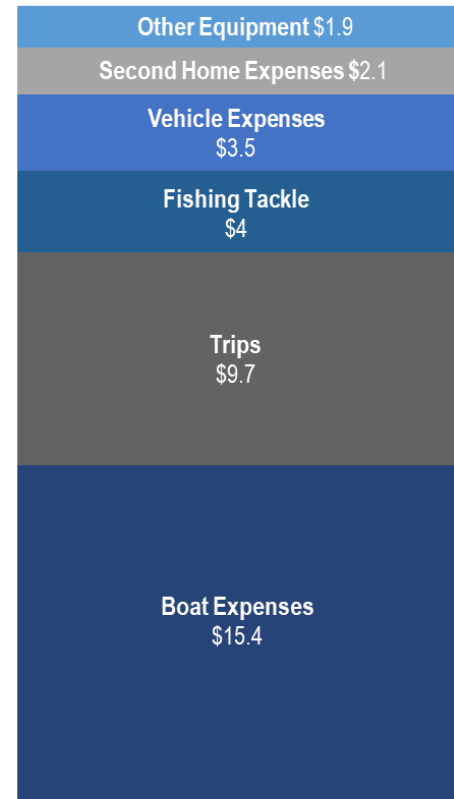 Other Equipment $1.9
Second Home Expenses $2.1
Vehicle Expenses
$3.5
Fishing Tackle
$4
Trips
$9.7
Boat Expenses
$15.4